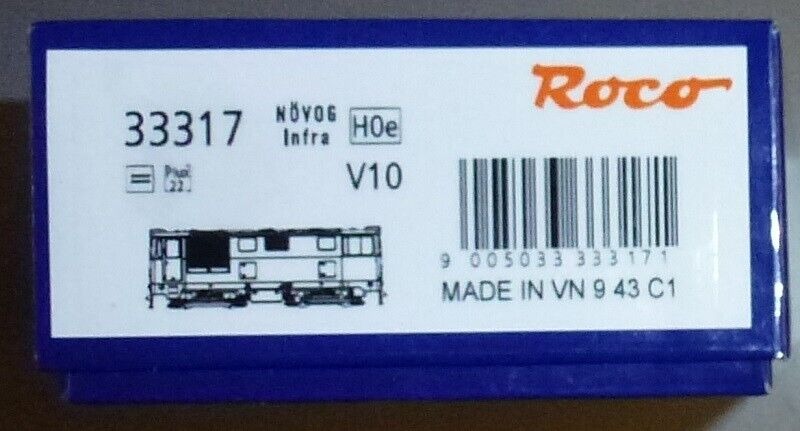 Roco
33317 NÖVOG Infra H0e
= Plux 22 V10
9 005033 333171
MADE IN VN 9 43 C1